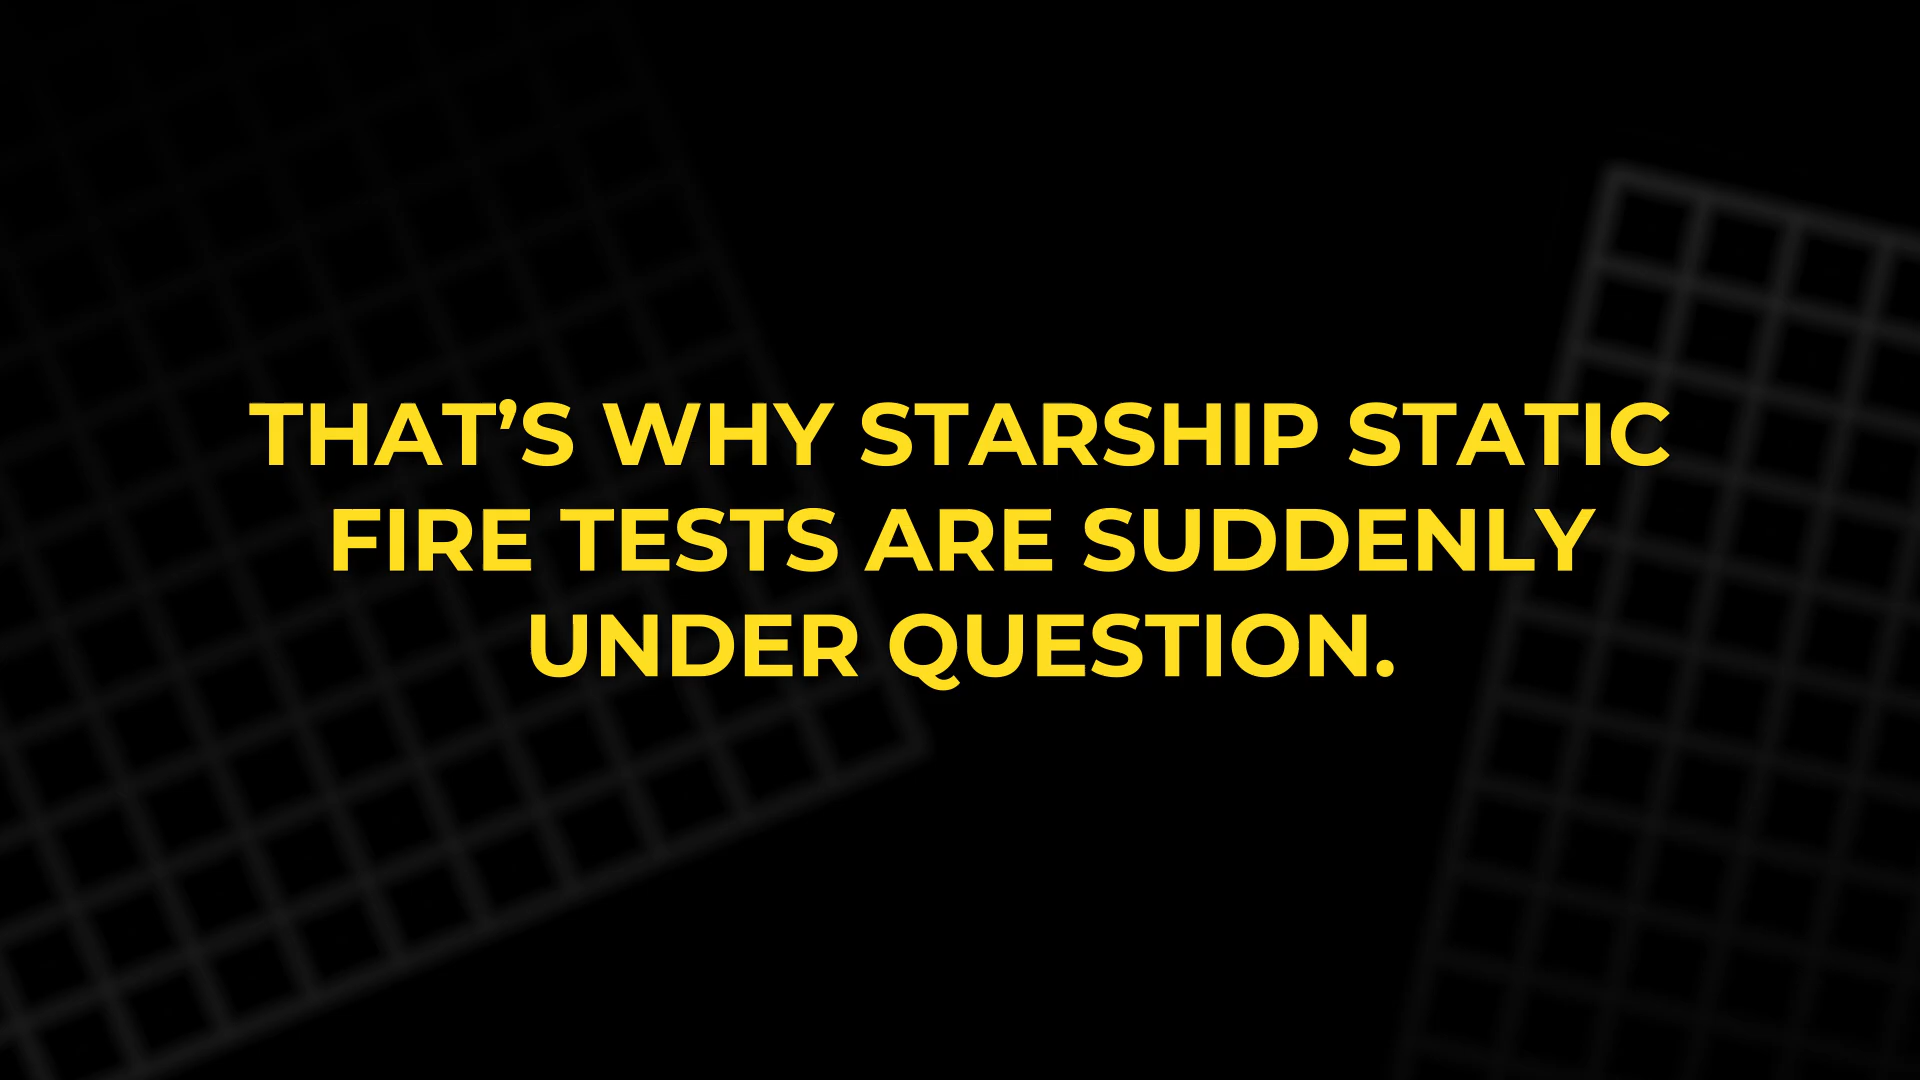 THAT’S WHY STARSHIP STATIC
FIRE TESTS ARE SUDDENLY
UNDER QUESTION.